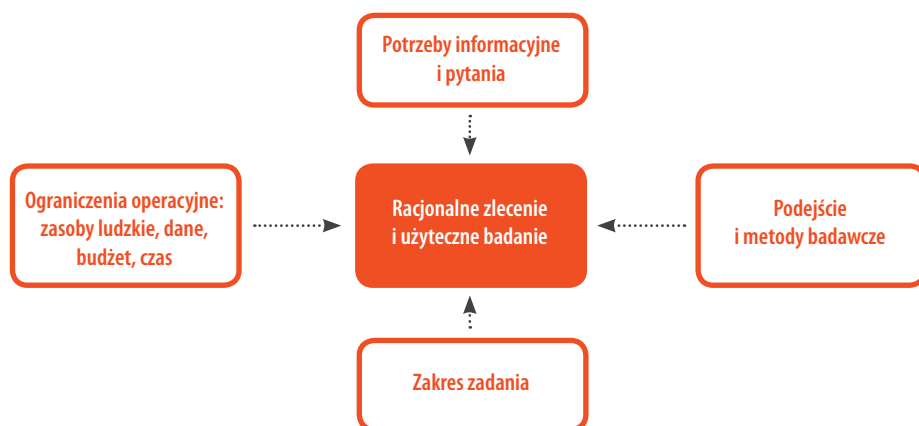 Potrzeby informacyjne
i pytania
Ograniczenia operacyjne:
zasoby ludzkie, dane,
budżet, czas
Racjonalne zlecenie
i użyteczne badanie
Podejście
i metody badawcze
Zakres zadania